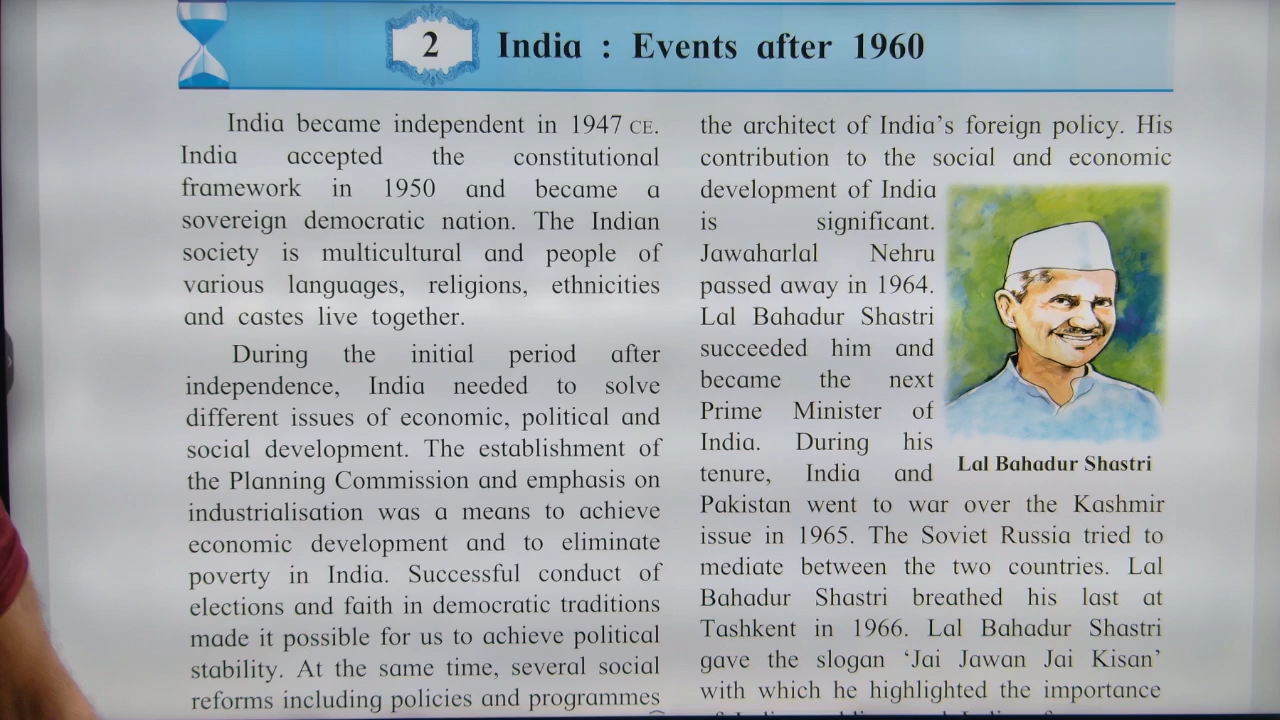 2 India : Events after 1960
India became independent in 1947 CE.
India accepted the constitutional
framework in 1950 and became a
sovereign democratic nation. The Indian
society is multicultural and people of
various languages, religions, ethnicities
and castes live together.
During the initial period after
independence, India needed to solve
different issues of economic, political and
social development. The establishment of
the Planning Commission and emphasis on
industrialisation was a means to achieve
economic development and to eliminate
poverty in India. Successful conduct of
elections and faith in democratic traditions
made it possible for us to achieve political
stability. At the same time, several social
reforms including policies and programmes
the architect of India's foreign policy. His
contribution to the social and economic
development of India
is significant.
Jawaharlal Nehru
passed away in 1964.
Lal Bahadur Shastri
succeeded him and
became the next
Prime Minister of
India. During his
tenure, India and
Pakistan went to war over the Kashmir
issue in 1965. The Soviet Russia tried to
mediate between the two countries. Lal
Bahadur Shastri breathed his last at
Tashkent in 1966. Lal Bahadur Shastri
gave the slogan ‘Jai Jawan Jai Kisan’
with which he highlighted the importance
Lal Bahadur Shastri